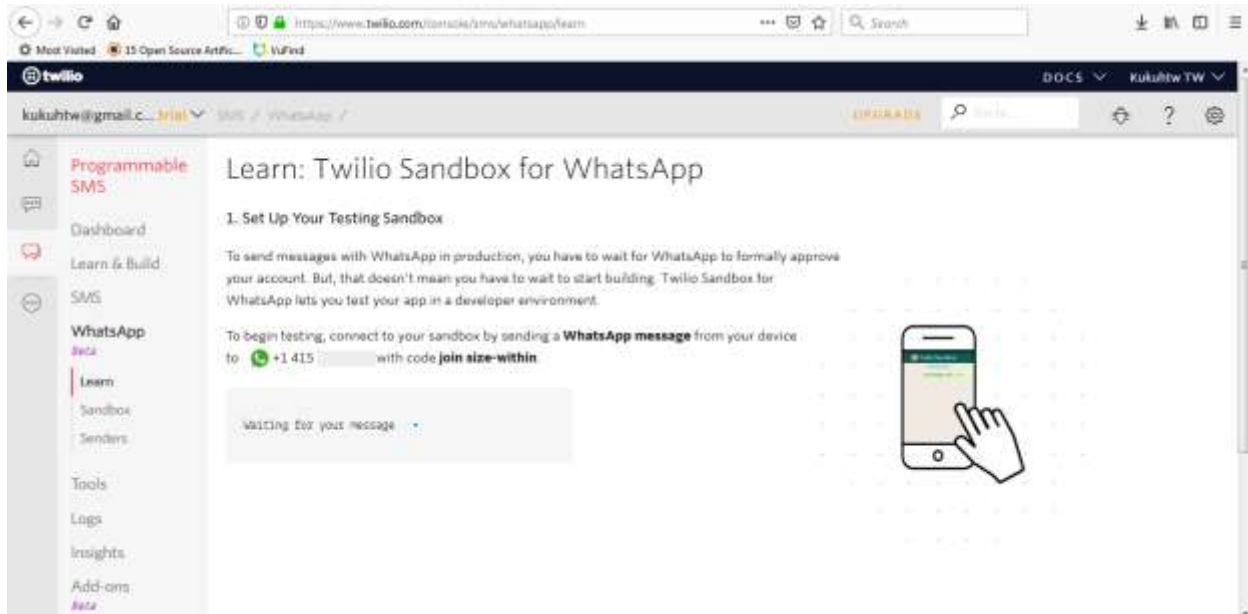 https://www.twilio.com/console/sms/whatsapp/learn
Search
Most Visited 15 Open Source Artific... VuFind
twilio DOCS Kukuhtw TW
kukuhtw@gmail.c... trial SMS / WhatsApp / UPGRADE
Programmable
SMS
Dashboard
Learn & Build
SMS
WhatsApp
Beta
Learn
Sandbox
Senders
Tools
Logs
Insights
Add-ons
Beta
Learn: Twilio Sandbox for WhatsApp
1. Set Up Your Testing Sandbox
To send messages with WhatsApp in production, you have to wait for WhatsApp to formally approve
your account. But, that doesn't mean you have to wait to start building. Twilio Sandbox for
WhatsApp lets you test your app in a developer environment.
To begin testing, connect to your sandbox by sending a WhatsApp message from your device
to +1 415 with code join size-within.
Waiting for your message